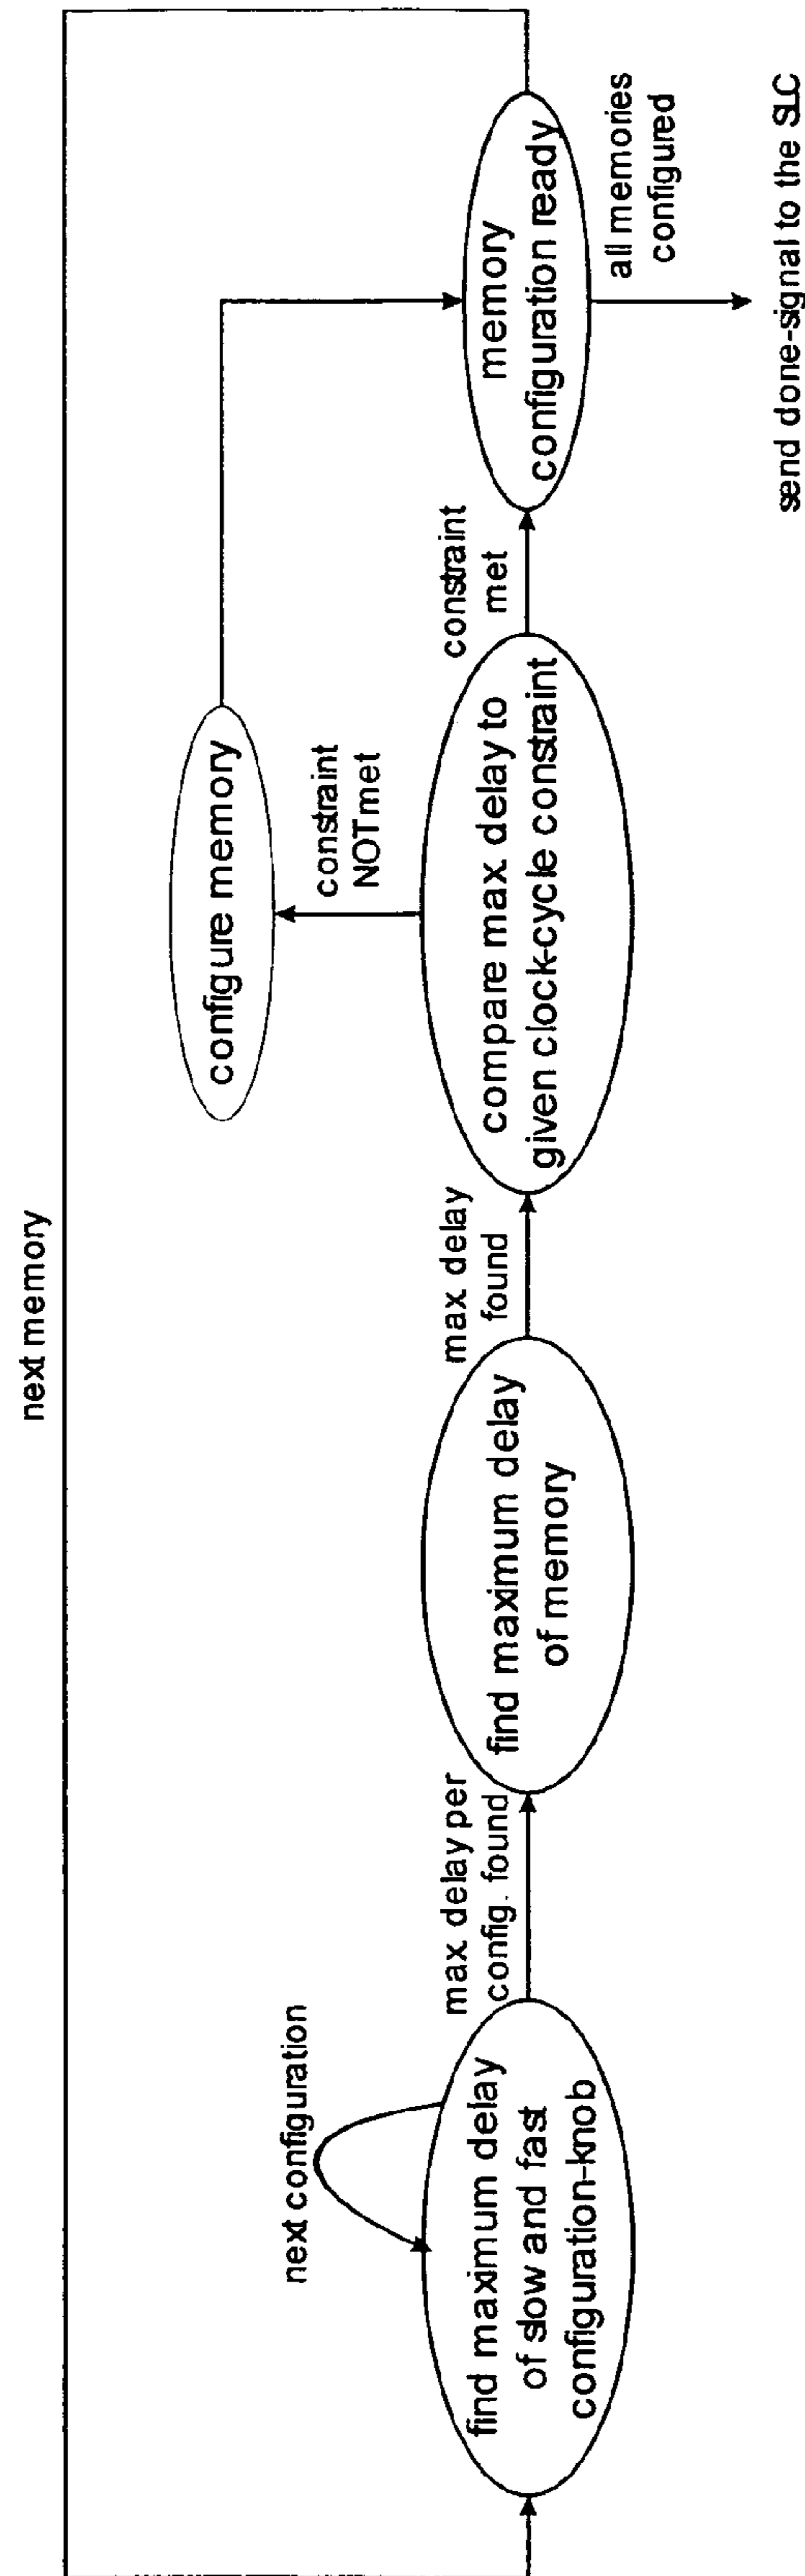 next memory
next configuration
find maximum delay
of slow and fast
configuration-knob
max. delay per
config. found
find maximum delay
of memory
max. delay
found
compare max delay to
given clock-cycle constraint
constraint
NOT met
configure memory
constraint
met
memory
configuration ready
all memories
configured
send done-signal to the SLC